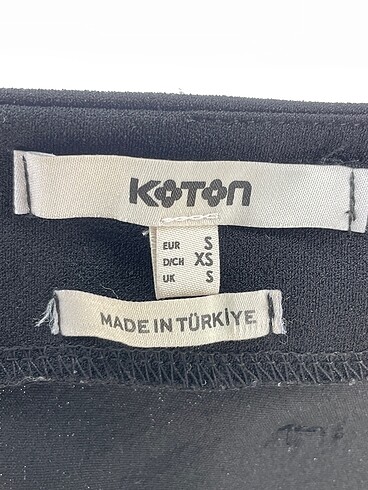 KOTON
EUR S
D/CH XS
UK S
MADE IN TÜRKİYE